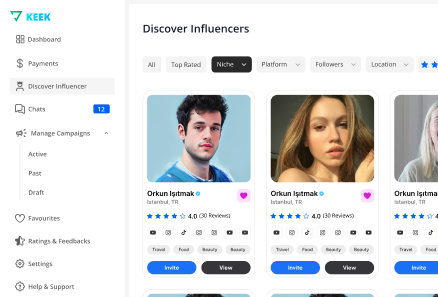 KEEK
Dashboard
Payments
Discover Influencer
Chats 12
Manage Campaigns
Active
Past
Draft
Favourites
Ratings & Feedbacks
Settings
Help & Support
Discover Influencers
All Top Rated Niche Platform Followers Location
Orkun Işıtmak
Istanbul, TR
4.0 (30 Reviews)
Travel Food Beauty Beauty
Invite View
Orkun Işıtmak
Istanbul, TR
4.0 (30 Reviews)
Travel Food Beauty Beauty
Invite View
Orkun Işıtma
Istanbul, TR
4
Travel Food
Invite